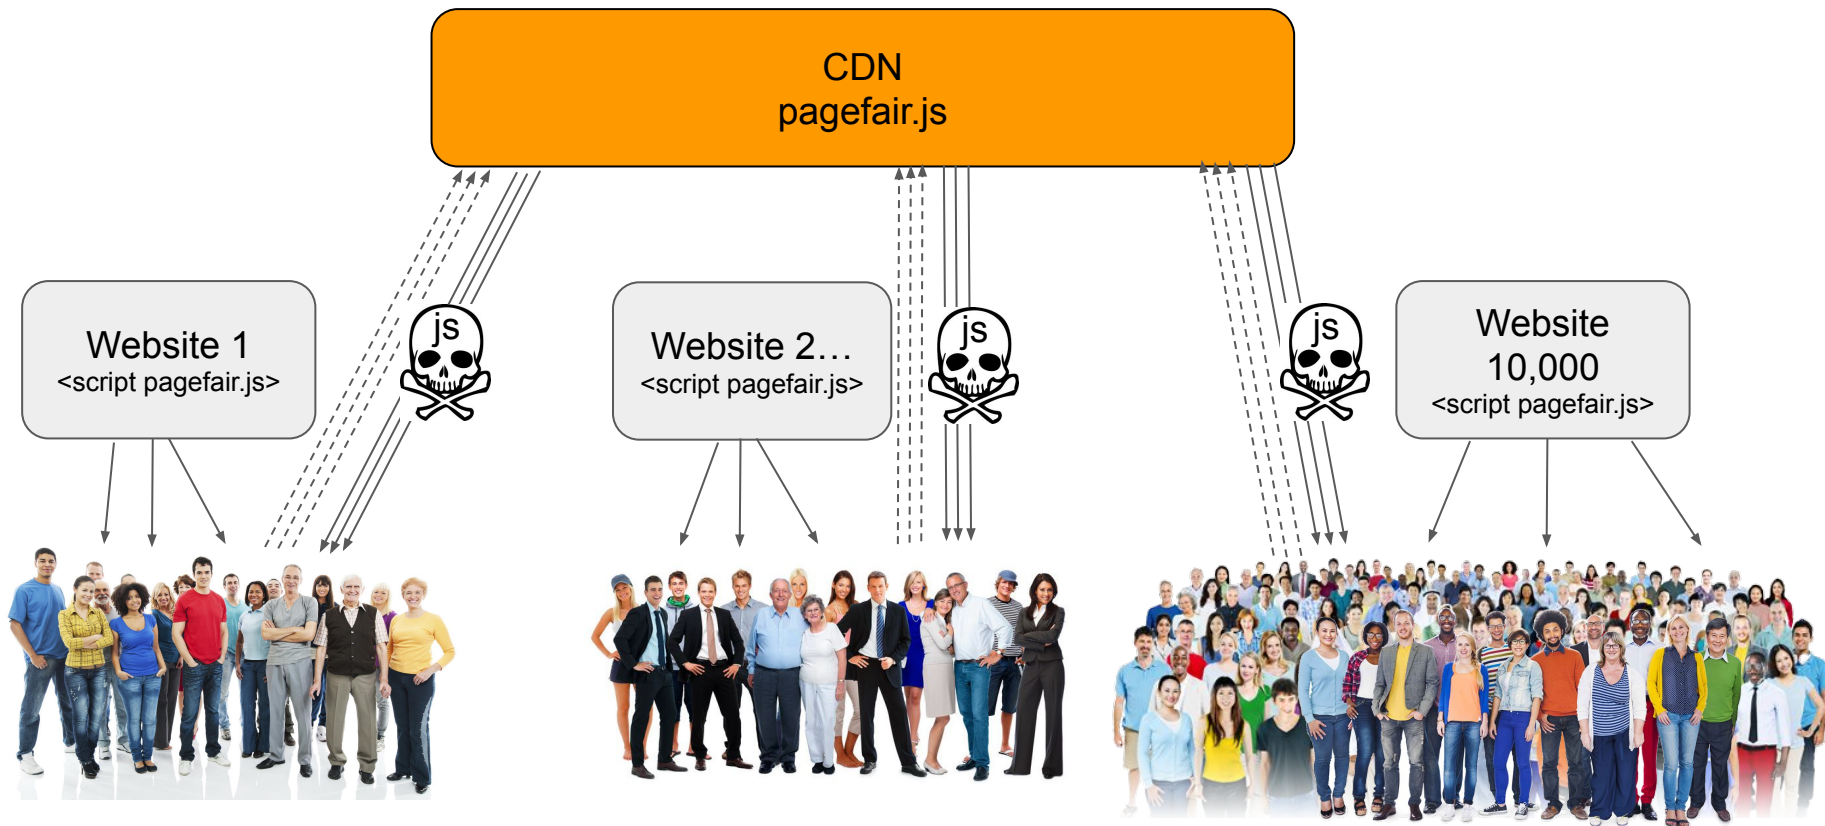 CDN
pagefair.js
Website 1
<script pagefair.js>
js
Website 2…
<script pagefair.js>
js
js
Website
10,000
<script pagefair.js>